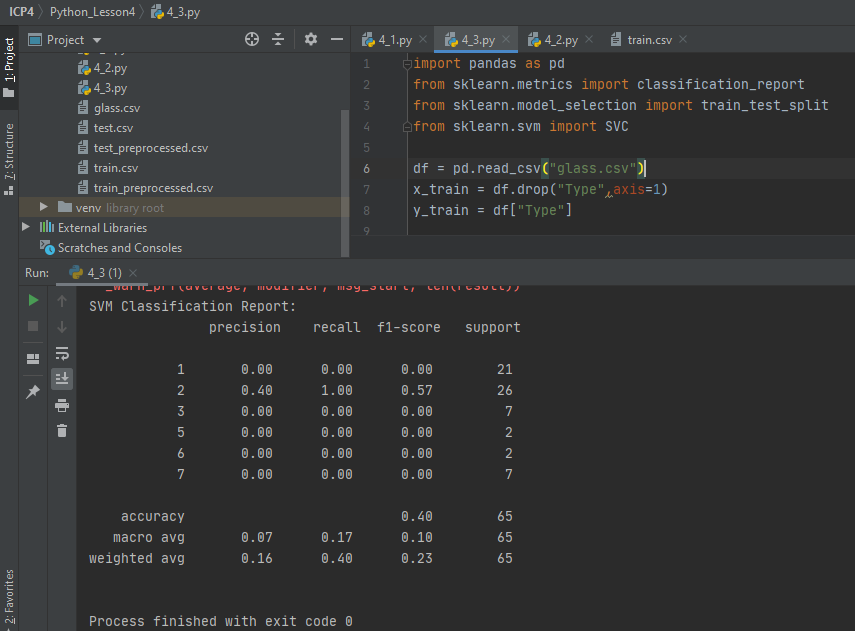 ICP4 Python_Lesson4 4_3.py
1: Project
7: Structure
2: Favorites
Project
4_2.py
4_3.py
glass.csv
test.csv
test_preprocessed.csv
train.csv
train_preprocessed.csv
venv library root
External Libraries
Scratches and Consoles
4_1.py 4_3.py 4_2.py train.csv
1 import pandas as pd
2 from sklearn.metrics import classification_report
3 from sklearn.model_selection import train_test_split
4 from sklearn.svm import SVC
5
6 df = pd.read_csv("glass.csv")
7 x_train = df.drop("Type",axis=1)
8 y_train = df["Type"]
9
Run: 4_3 (1)
_warn_prf(average, modifier, msg_start, len(result))
SVM Classification Report:
precision recall f1-score support
1 0.00 0.00 0.00 21
2 0.40 1.00 0.57 26
3 0.00 0.00 0.00 7
5 0.00 0.00 0.00 2
6 0.00 0.00 0.00 2
7 0.00 0.00 0.00 7
accuracy 0.40 65
macro avg 0.07 0.17 0.10 65
weighted avg 0.16 0.40 0.23 65
Process finished with exit code 0